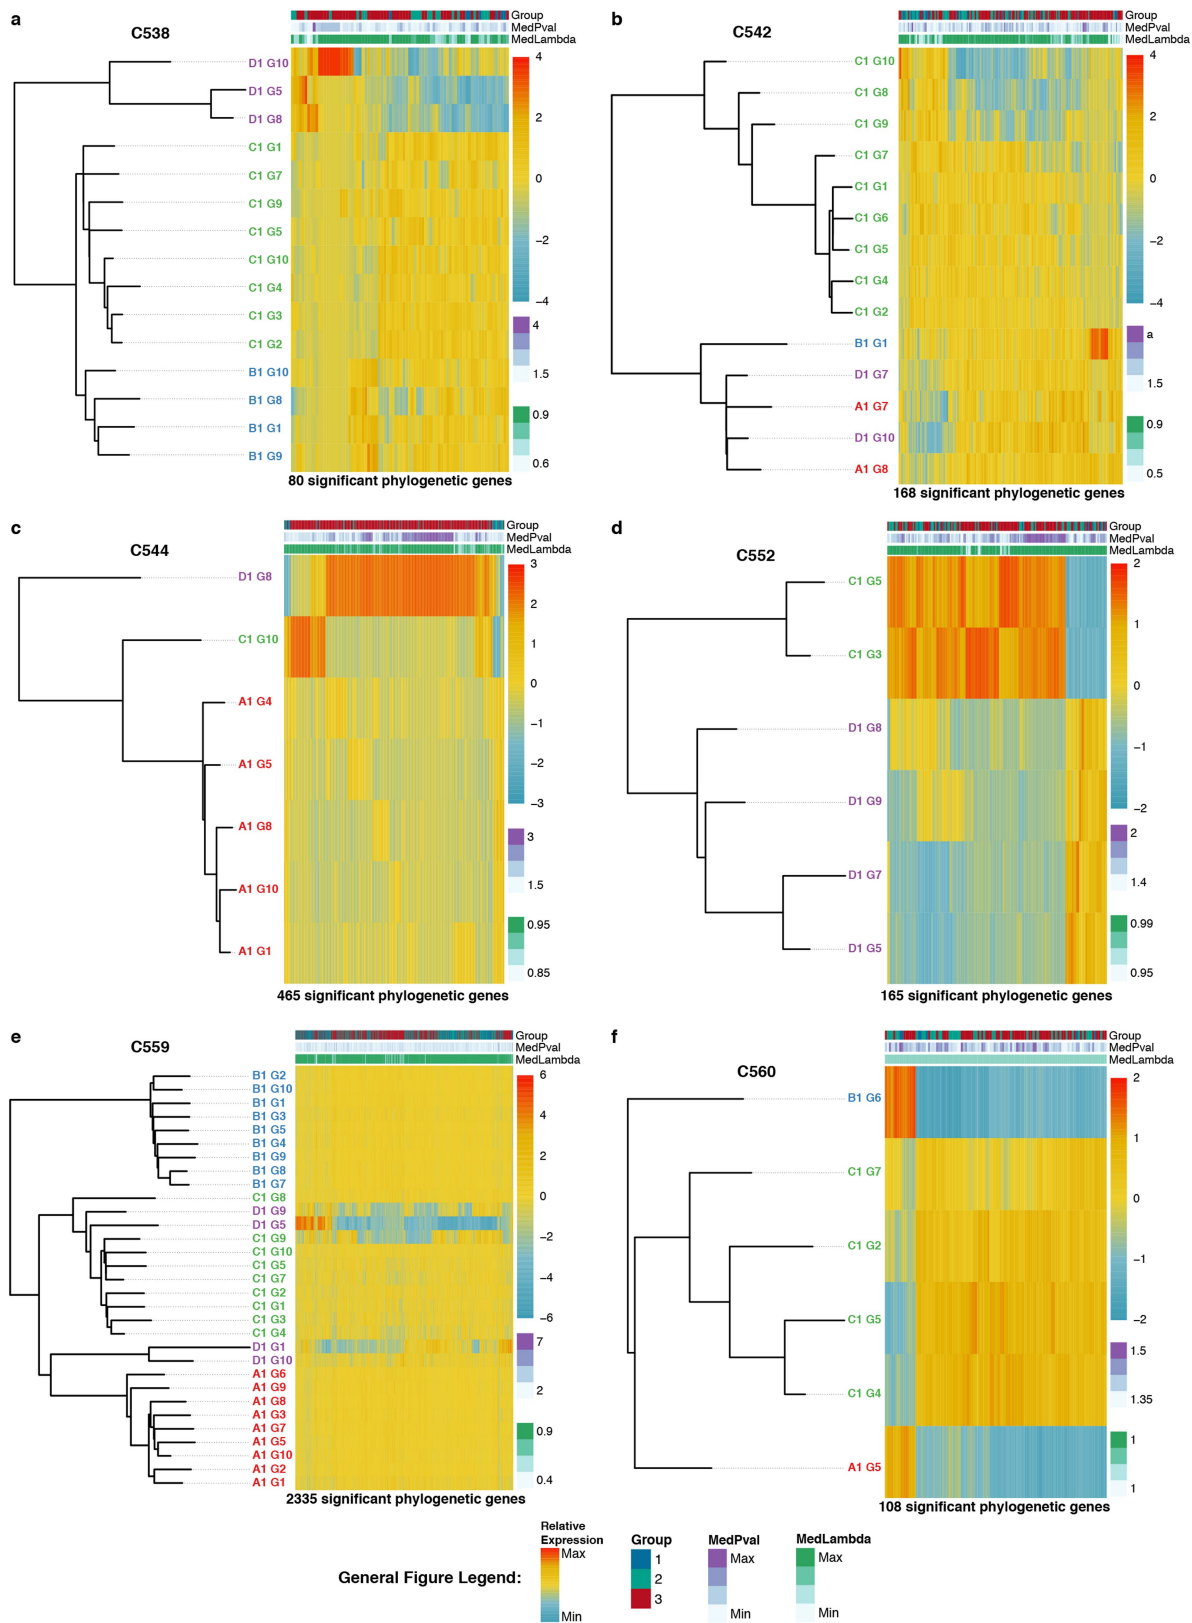 a
C538
Group
MedPval
MedLambda
D1 G10
D1 G5
D1 G8
C1 G1
C1 G7
C1 G9
C1 G5
C1 G10
C1 G4
C1 G3
C1 G2
B1 G10
B1 G8
B1 G1
B1 G9
4
2
0
−2
−4
4
1.5
0.9
0.6
80 significant phylogenetic genes
b
C542
Group
MedPval
MedLambda
C1 G10
C1 G8
C1 G9
C1 G7
C1 G1
C1 G6
C1 G5
C1 G4
C1 G2
B1 G1
D1 G7
A1 G7
D1 G10
A1 G8
4
2
0
−2
−4
a
1.5
0.9
0.5
168 significant phylogenetic genes
c
C544
Group
MedPval
MedLambda
D1 G8
C1 G10
A1 G4
A1 G5
A1 G8
A1 G10
A1 G1
3
2
1
0
−1
−2
−3
3
1.5
0.95
0.85
465 significant phylogenetic genes
d
C552
Group
MedPval
MedLambda
C1 G5
C1 G3
D1 G8
D1 G9
D1 G7
D1 G5
2
1
0
−1
−2
2
1.4
0.99
0.95
165 significant phylogenetic genes
e
C559
Group
MedPval
MedLambda
B1 G2
B1 G10
B1 G1
B1 G3
B1 G5
B1 G4
B1 G9
B1 G8
B1 G7
C1 G8
D1 G9
D1 G5
C1 G9
C1 G10
C1 G5
C1 G7
C1 G2
C1 G1
C1 G3
C1 G4
D1 G1
D1 G10
A1 G6
A1 G9
A1 G8
A1 G3
A1 G7
A1 G5
A1 G10
A1 G2
A1 G1
6
4
2
0
−2
−4
−6
7
2
0.9
0.4
2335 significant phylogenetic genes
f
C560
Group
MedPval
MedLambda
B1 G6
C1 G7
C1 G2
C1 G5
C1 G4
A1 G5
2
1
0
−1
−2
1.5
1.35
1
1
108 significant phylogenetic genes
General Figure Legend:
Relative
Expression
Max
Min
Group
1
2
3
MedPval
Max
Min
MedLambda
Max
Min